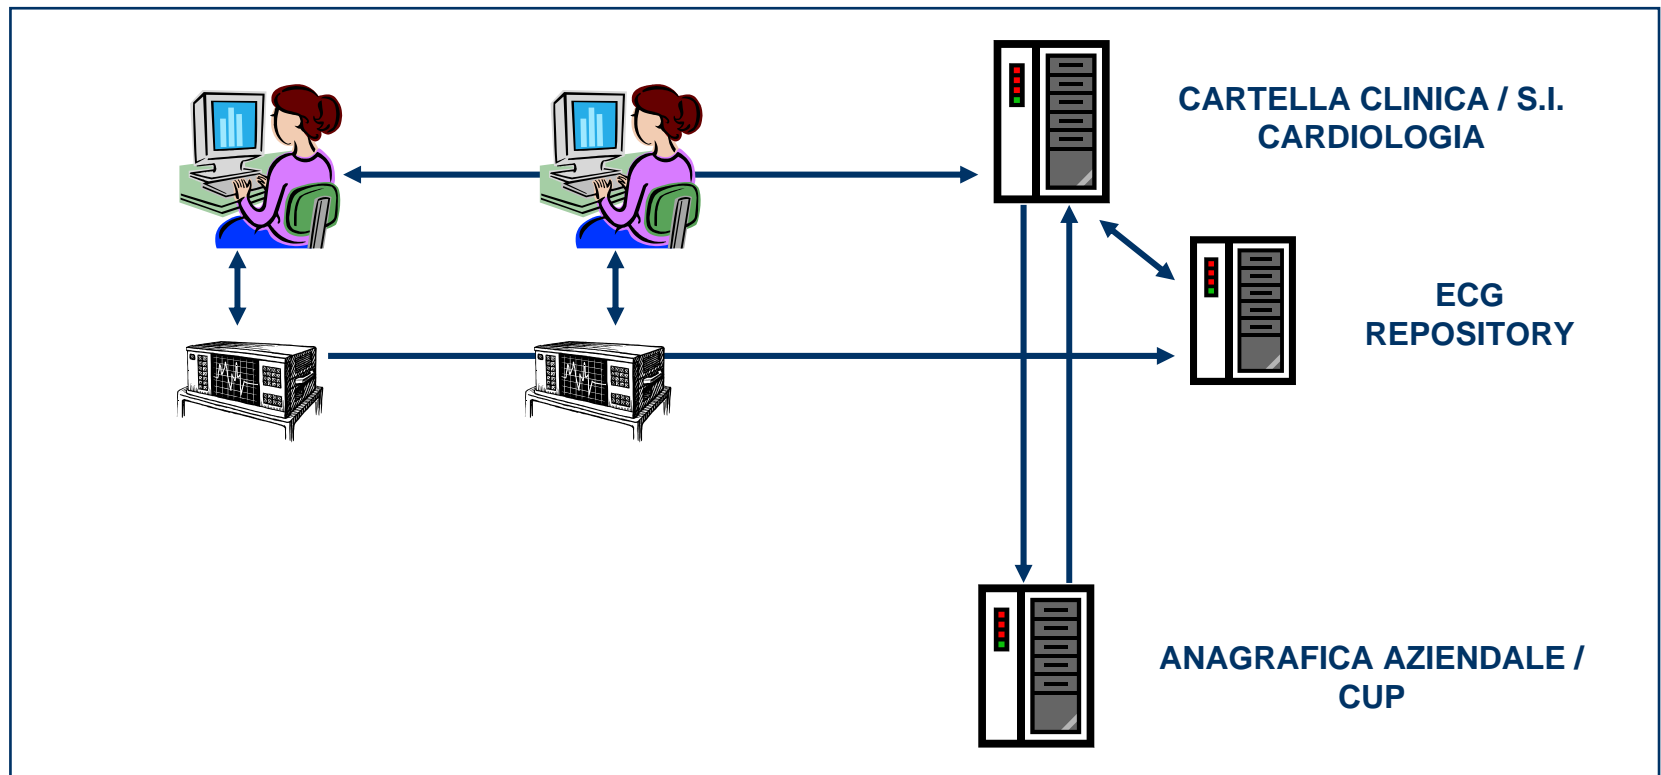 CARTELLA CLINICA / S.I.
CARDIOLOGIA
ECG
REPOSITORY
ANAGRAFICA AZIENDALE /
CUP